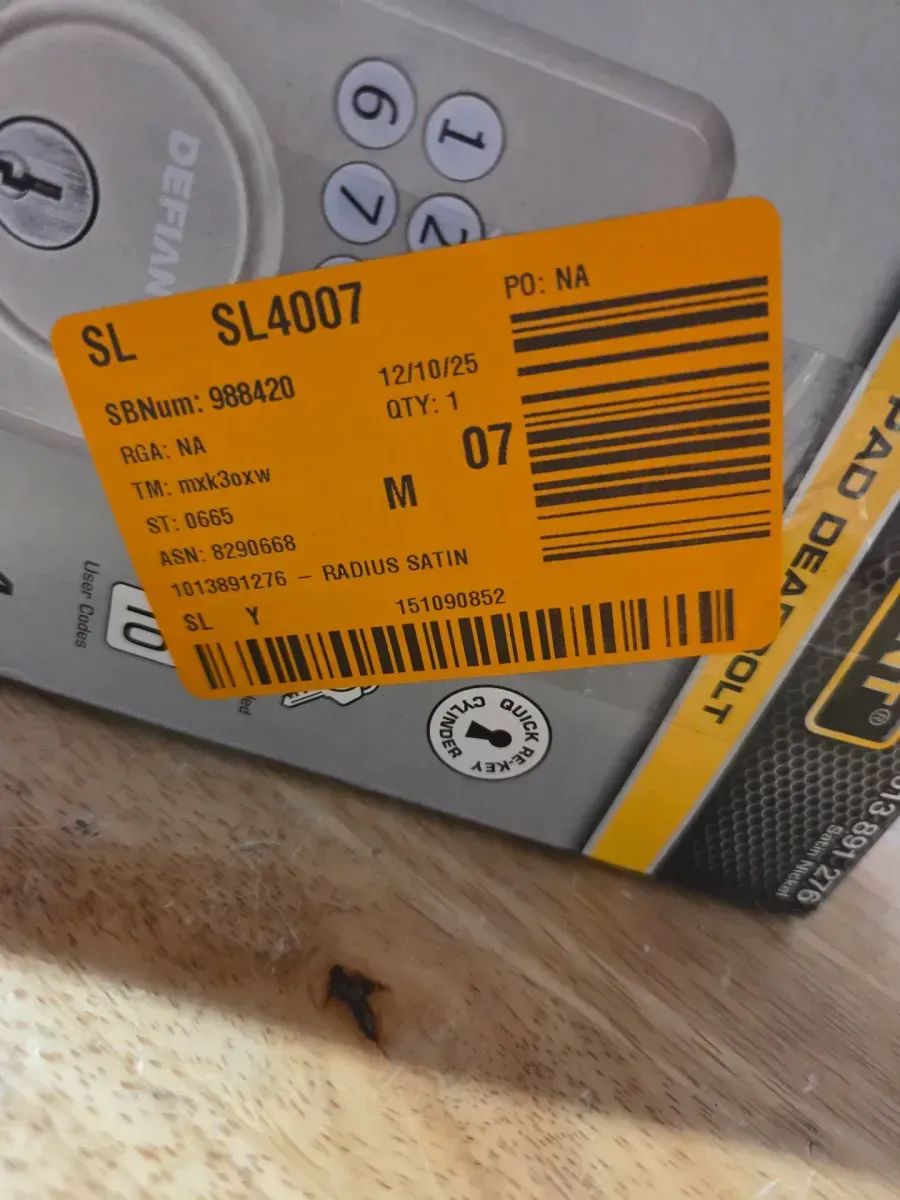 6
1
7
2
DEFIAN
SL SL4007
PO: NA
SBNum: 988420
12/10/25
RGA: NA
QTY: 1
TM: mxk3oxw
M 07
ST: 0665
ASN: 8290668
1013891276 – RADIUS SATIN
SL Y 151090852
User Codes
10
QUICK RE-KEY
CYLINDER
PAD DEADBOLT
NT®
013 891 276
Satin Nickel